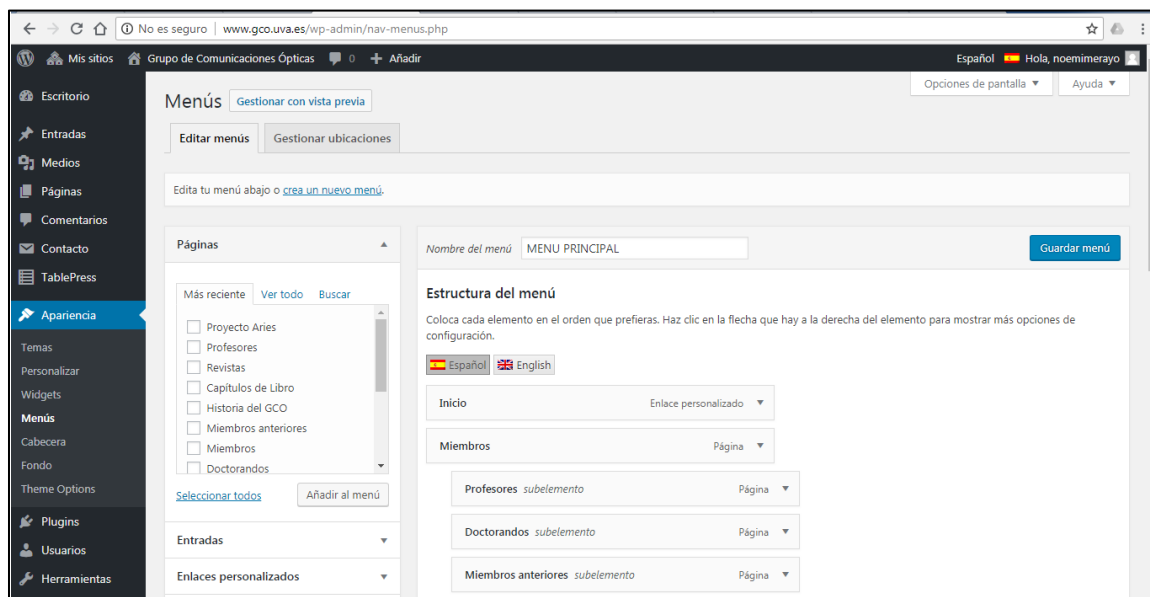 No es seguro | www.gco.uva.es/wp-admin/nav-menus.php
Mis sitios Grupo de Comunicaciones Ópticas 0 Añadir Español Hola, noemimerayo
Opciones de pantalla Ayuda
Escritorio
Entradas
Medios
Páginas
Comentarios
Contacto
TablePress
Apariencia
Temas
Personalizar
Widgets
Menús
Cabecera
Fondo
Theme Options
Plugins
Usuarios
Herramientas
Menús Gestionar con vista previa
Editar menús Gestionar ubicaciones
Edita tu menú abajo o crea un nuevo menú.
Páginas
Más reciente Ver todo Buscar
Proyecto Aries
Profesores
Revistas
Capítulos de Libro
Historia del GCO
Miembros anteriores
Miembros
Doctorandos
Seleccionar todos Añadir al menú
Entradas
Enlaces personalizados
Nombre del menú MENU PRINCIPAL Guardar menú
Estructura del menú
Coloca cada elemento en el orden que prefieras. Haz clic en la flecha que hay a la derecha del elemento para mostrar más opciones de
configuración.
Español English
Inicio Enlace personalizado
Miembros Página
Profesores subelemento Página
Doctorandos subelemento Página
Miembros anteriores subelemento Página